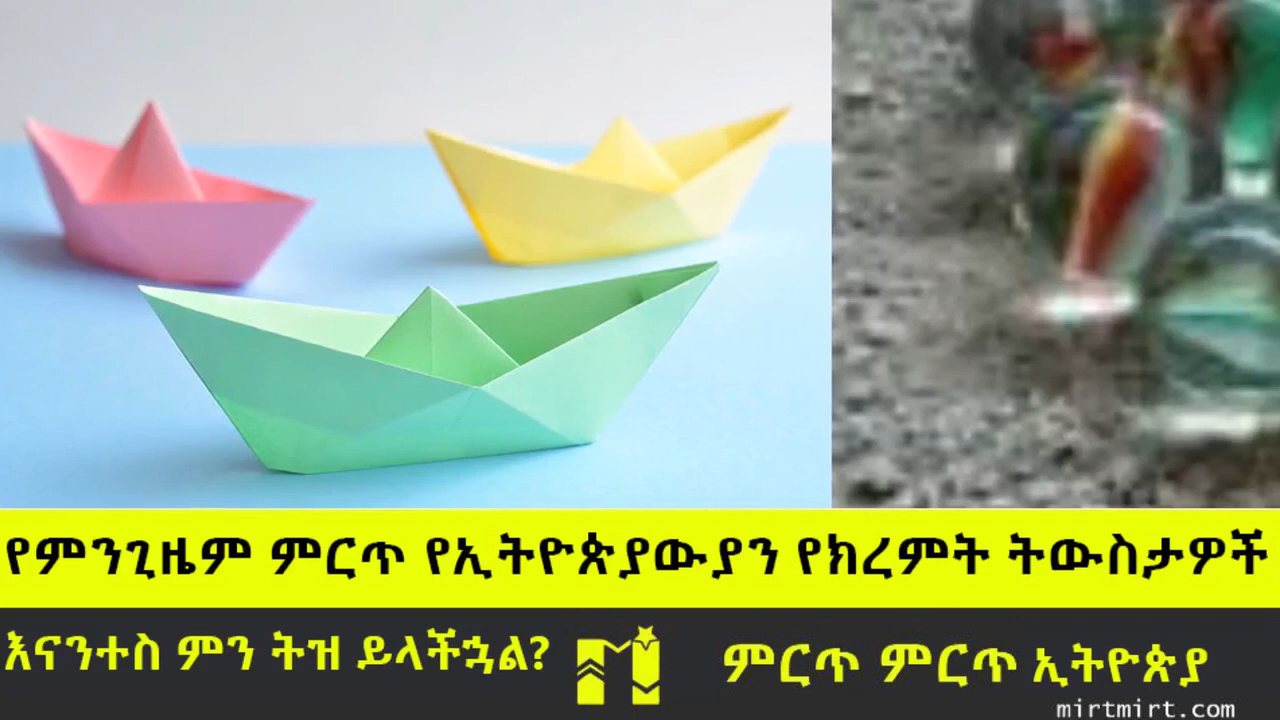 የምንጊዜም ምርጥ የኢትዮጵያውያን የክረምት ትውስታዎች
እናንተስ ምን ትዝ ይላችኋል?
ምርጥ ምርጥ ኢትዮጵያ
mirtmirt.com